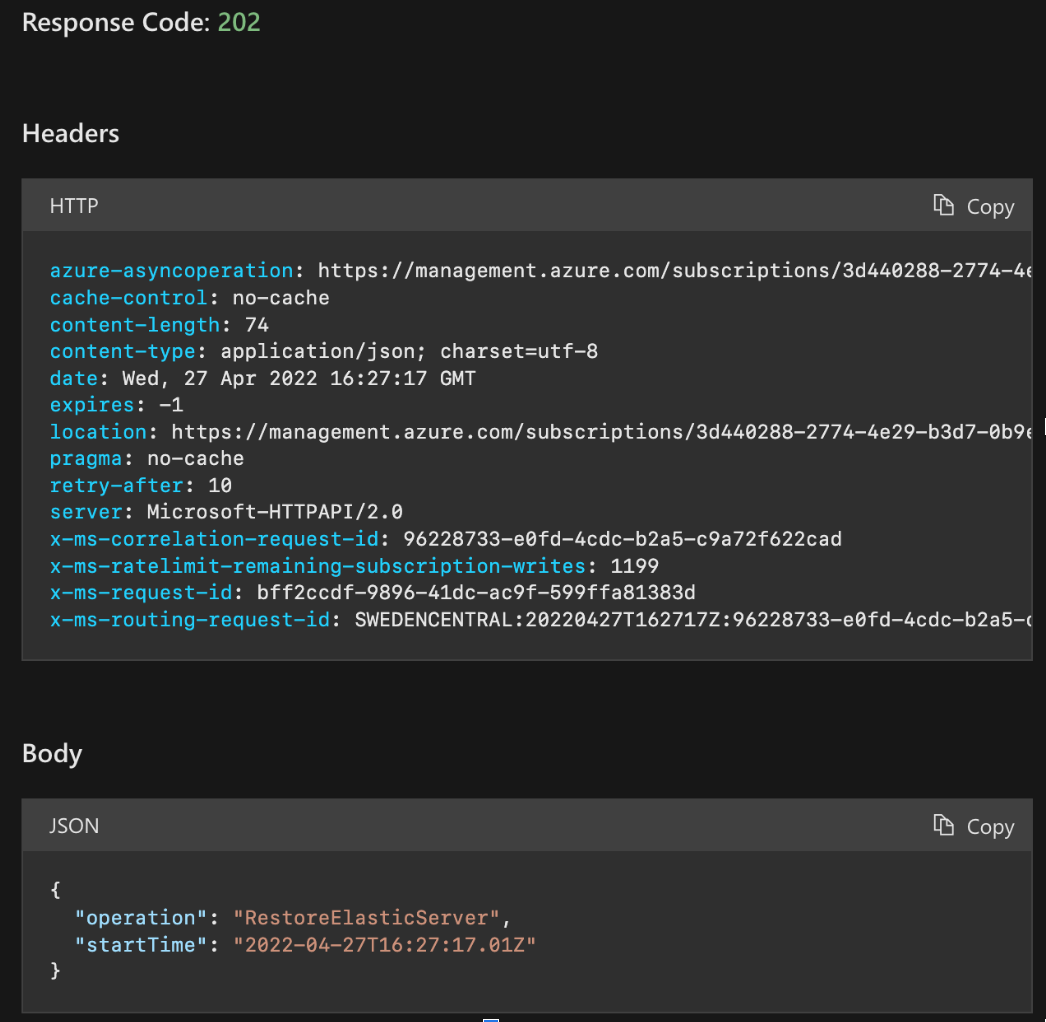 Response Code: 202
Headers
HTTP
Copy
azure-asyncoperation: https://management.azure.com/subscriptions/3d440288-2774-4e
cache-control: no-cache
content-length: 74
content-type: application/json; charset=utf-8
date: Wed, 27 Apr 2022 16:27:17 GMT
expires: -1
location: https://management.azure.com/subscriptions/3d440288-2774-4e29-b3d7-0b9e
pragma: no-cache
retry-after: 10
server: Microsoft-HTTPAPI/2.0
x-ms-correlation-request-id: 96228733-e0fd-4cdc-b2a5-c9a72f622cad
x-ms-ratelimit-remaining-subscription-writes: 1199
x-ms-request-id: bff2ccdf-9896-41dc-ac9f-599ffa81383d
x-ms-routing-request-id: SWEDENCENTRAL:20220427T162717Z:96228733-e0fd-4cdc-b2a5-c
Body
JSON
Copy
{
  "operation": "RestoreElasticServer",
  "startTime": "2022-04-27T16:27:17.01Z"
}